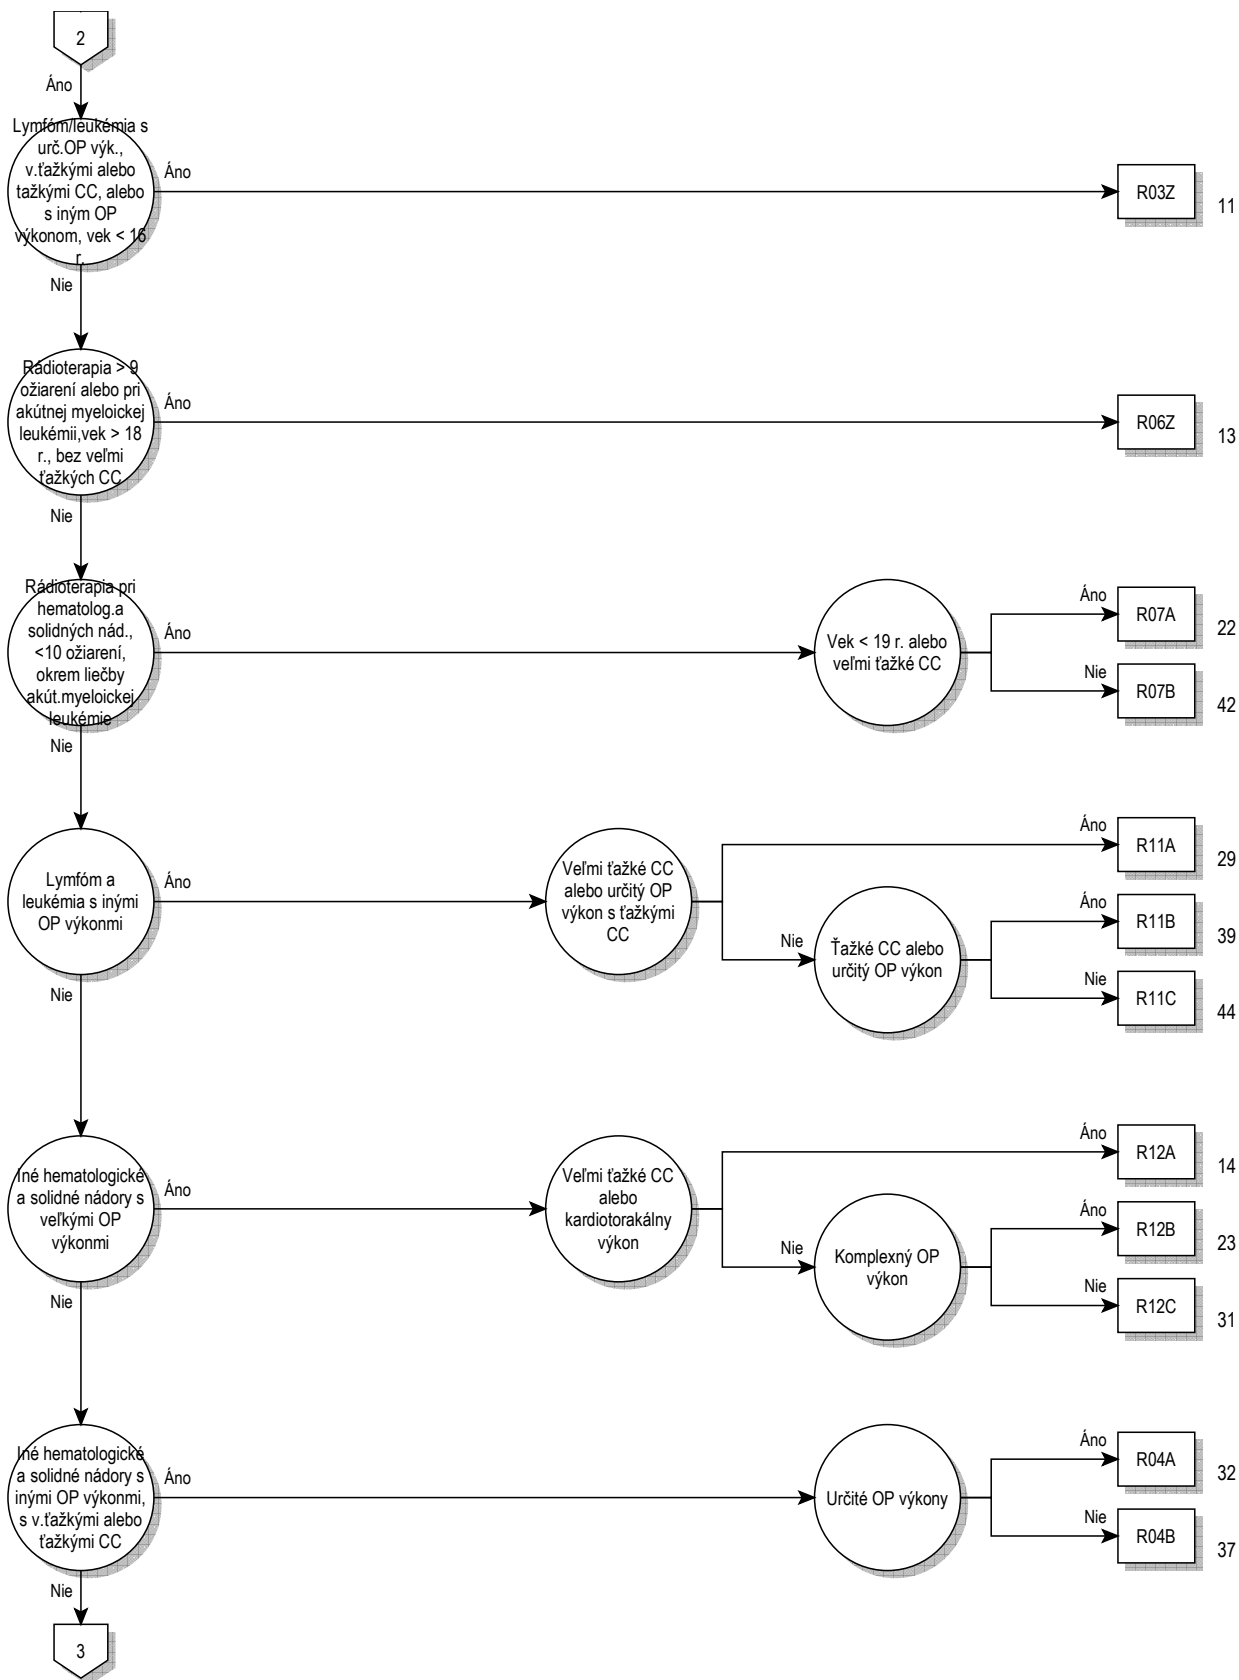 2
Áno
Lymfóm/leukémia s
urč.OP výk.,
v.ťažkými alebo
tažkými CC, alebo
s iným OP
výkonom, vek < 16
r.
Áno
R03Z
11
Nie
Rádioterapia > 9
ožiarení alebo pri
akútnej myeloickej
leukémii,vek > 18
r., bez veľmi
ťažkých CC
Áno
R06Z
13
Nie
Rádioterapia pri
hematolog.a
solidných nád.,
<10 ožiarení,
okrem liečby
akút.myeloickej
leukémie
Áno
Vek < 19 r. alebo
veľmi ťažké CC
Áno
R07A
22
Nie
R07B
42
Nie
Lymfóm a
leukémia s inými
OP výkonmi
Áno
Veľmi ťažké CC
alebo určitý OP
výkon s ťažkými
CC
Áno
R11A
29
Nie
Ťažké CC alebo
určitý OP výkon
Áno
R11B
39
Nie
R11C
44
Nie
Iné hematologické
a solidné nádory s
veľkými OP
výkonmi
Áno
Veľmi ťažké CC
alebo
kardiotorakálny
výkon
Áno
R12A
14
Nie
Komplexný OP
výkon
Áno
R12B
23
Nie
R12C
31
Nie
Iné hematologické
a solidné nádory s
inými OP výkonmi,
s v.ťažkými alebo
ťažkými CC
Áno
Určité OP výkony
Áno
R04A
32
Nie
R04B
37
Nie
3